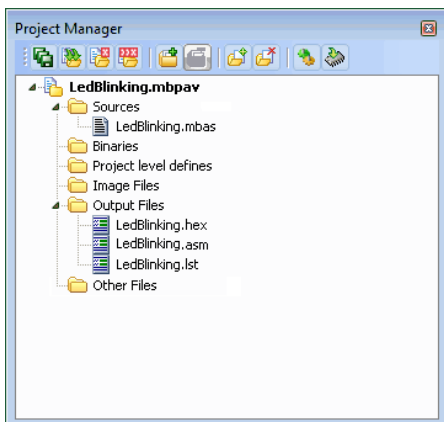 Project Manager
LedBlinking.mbpav
Sources
LedBlinking.mbas
Binaries
Project level defines
Image Files
Output Files
LedBlinking.hex
LedBlinking.asm
LedBlinking.lst
Other Files